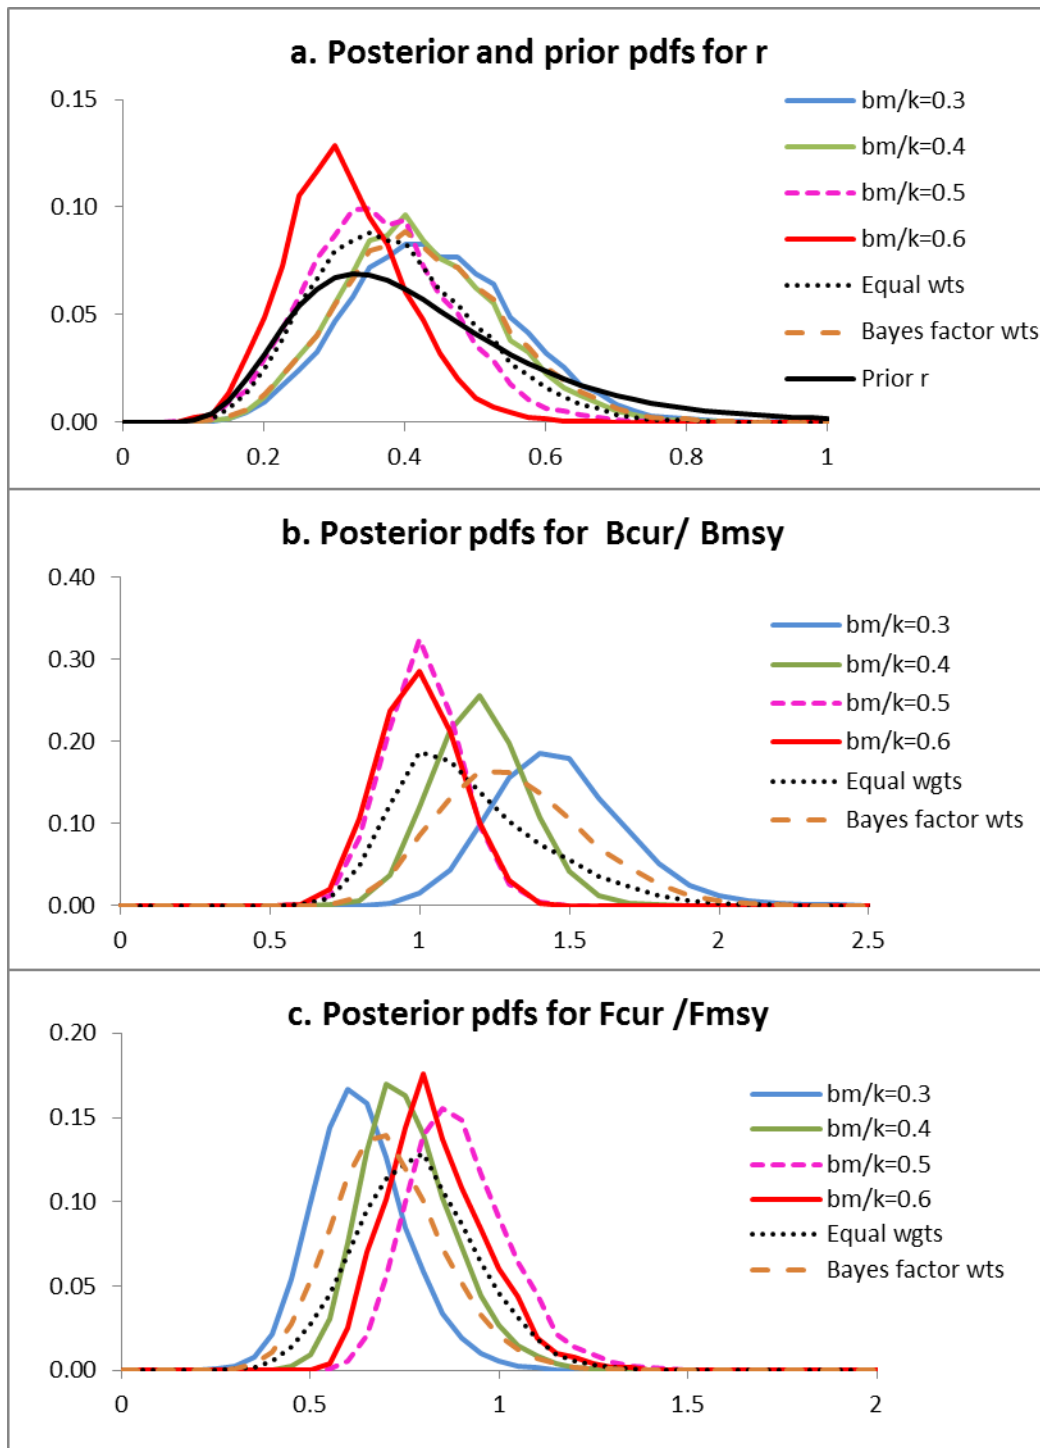 a. Posterior and prior pdfs for r
0.15
0.10
0.05
0.00
0 0.2 0.4 0.6 0.8 1
bm/k=0.3
bm/k=0.4
bm/k=0.5
bm/k=0.6
Equal wts
Bayes factor wts
Prior r
b. Posterior pdfs for Bcur/ Bmsy
0.40
0.30
0.20
0.10
0.00
0 0.5 1 1.5 2 2.5
bm/k=0.3
bm/k=0.4
bm/k=0.5
bm/k=0.6
Equal wgts
Bayes factor wts
c. Posterior pdfs for Fcur /Fmsy
0.20
0.15
0.10
0.05
0.00
0 0.5 1 1.5 2
bm/k=0.3
bm/k=0.4
bm/k=0.5
bm/k=0.6
Equal wgts
Bayes factor wts